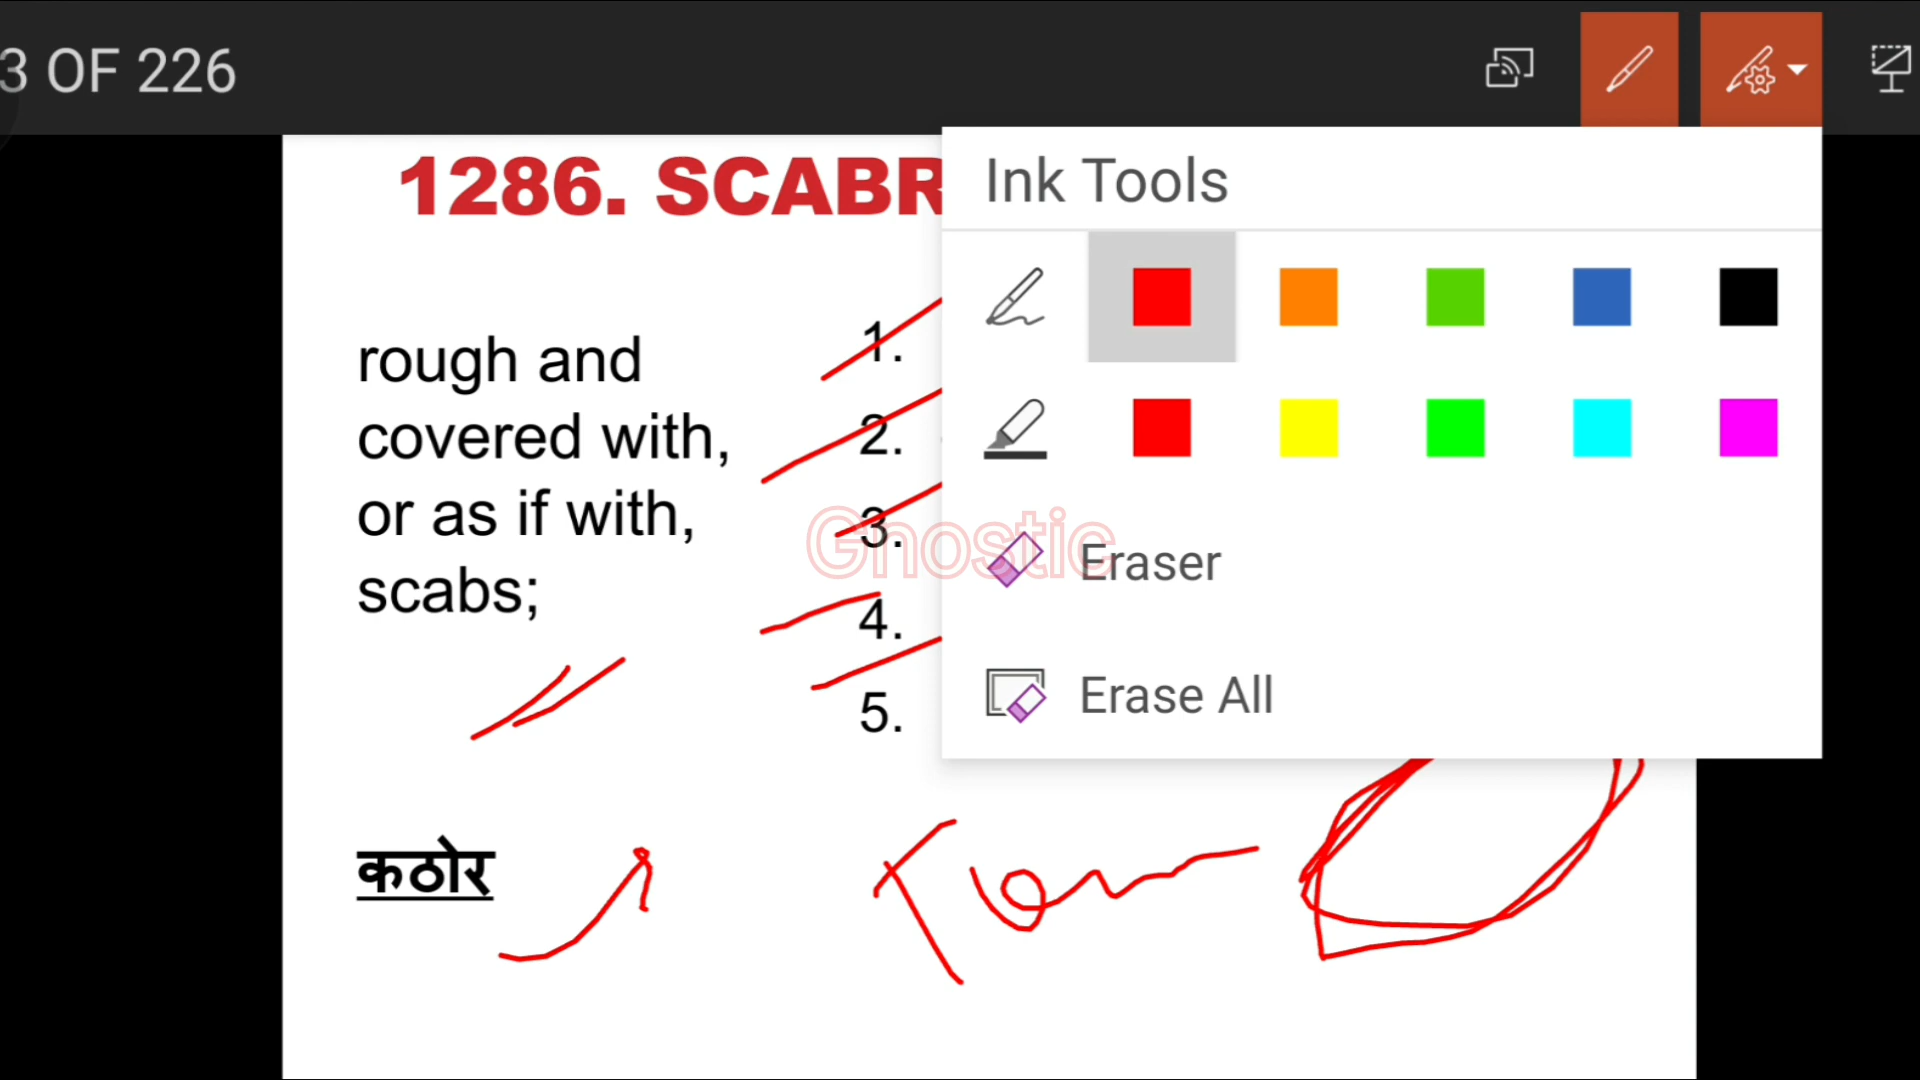 3 OF 226
Ink Tools
1286. SCABR
rough and
covered with,
or as if with,
scabs;
1.
2.
3.
4.
5.
Gnostic
Eraser
Erase All
कठोर